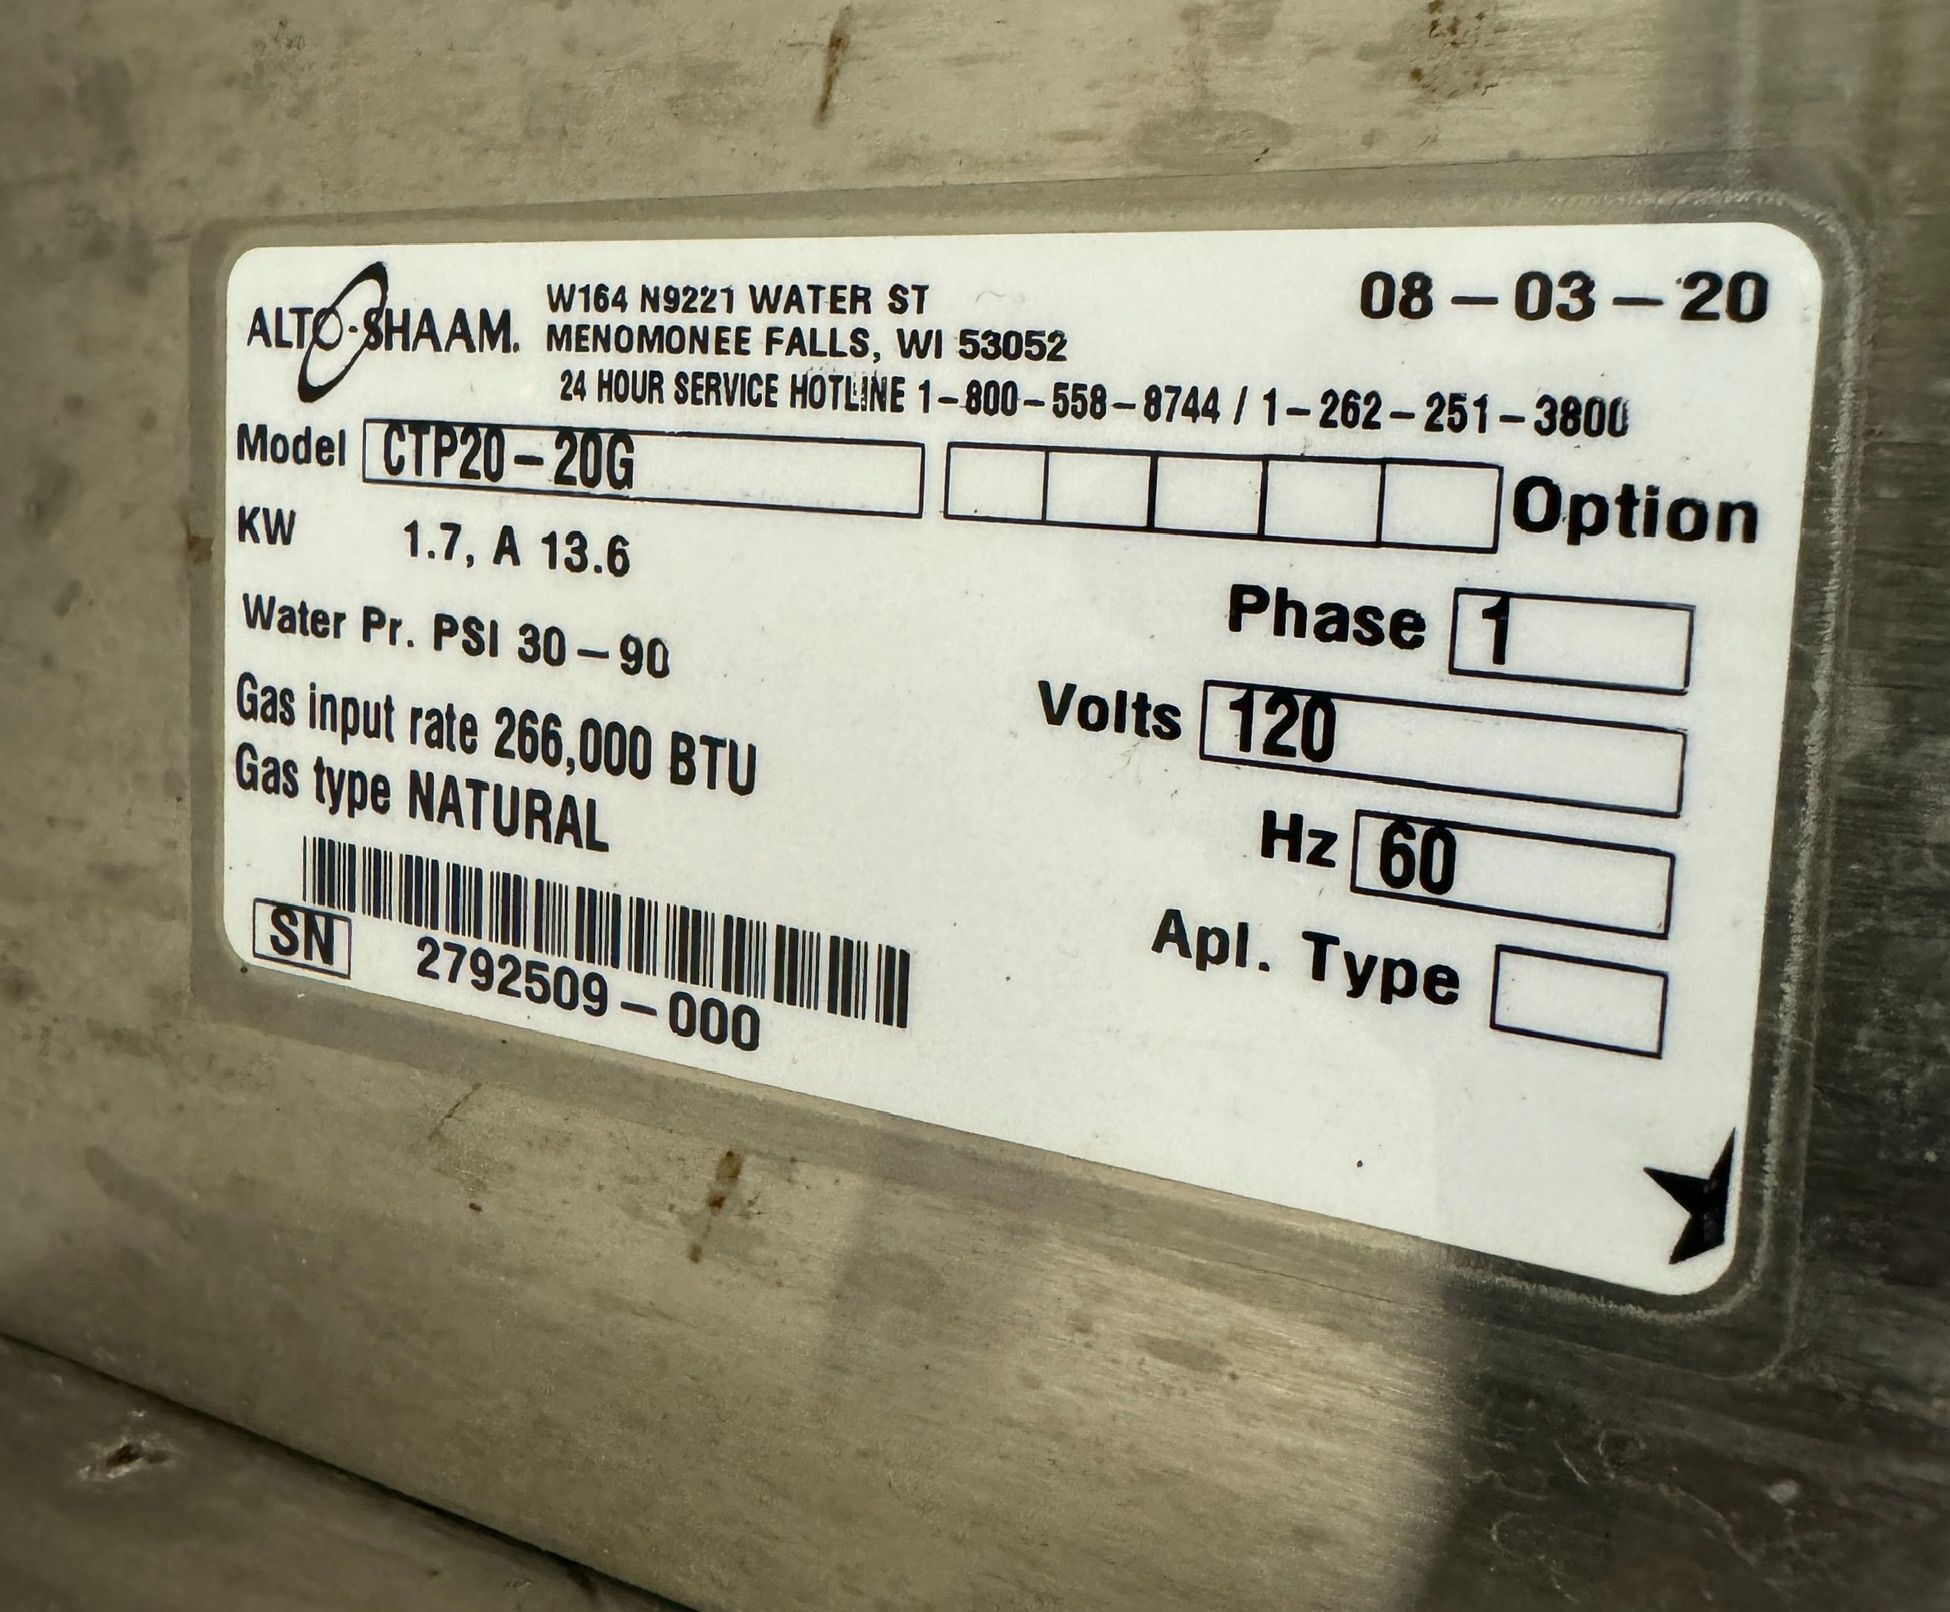 ALTO-SHAAM.
W164 N9221 WATER ST
MENOMONEE FALLS, WI 53052
08-03-20
24 HOUR SERVICE HOTLINE 1-800-558-8744 / 1-262-251-3800
Model CTP20-20G Option
KW 1.7, A 13.6
Phase 1
Water Pr. PSI 30-90
Volts 120
Gas input rate 266,000 BTU
Gas type NATURAL
Hz 60
Apl. Type
SN 2792509-000